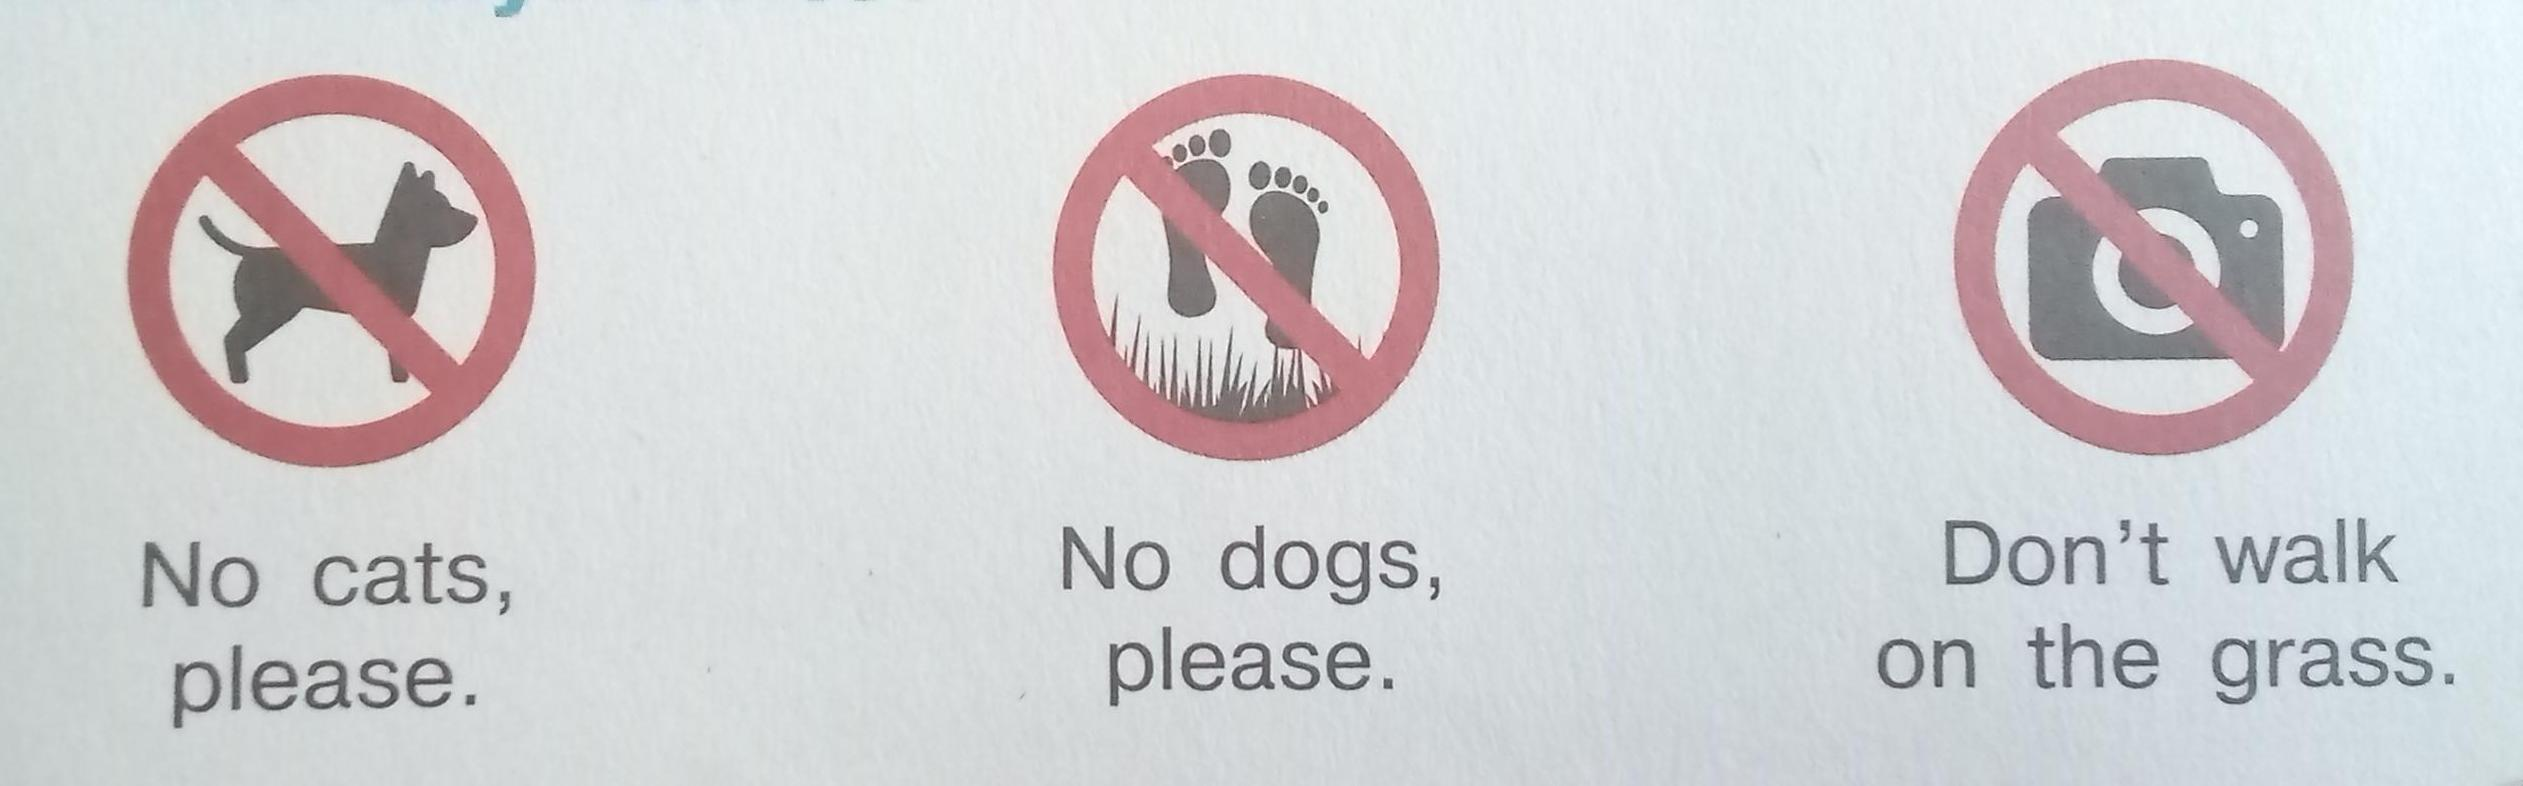 No cats,
please.
No dogs,
please.
Don't walk
on the grass.